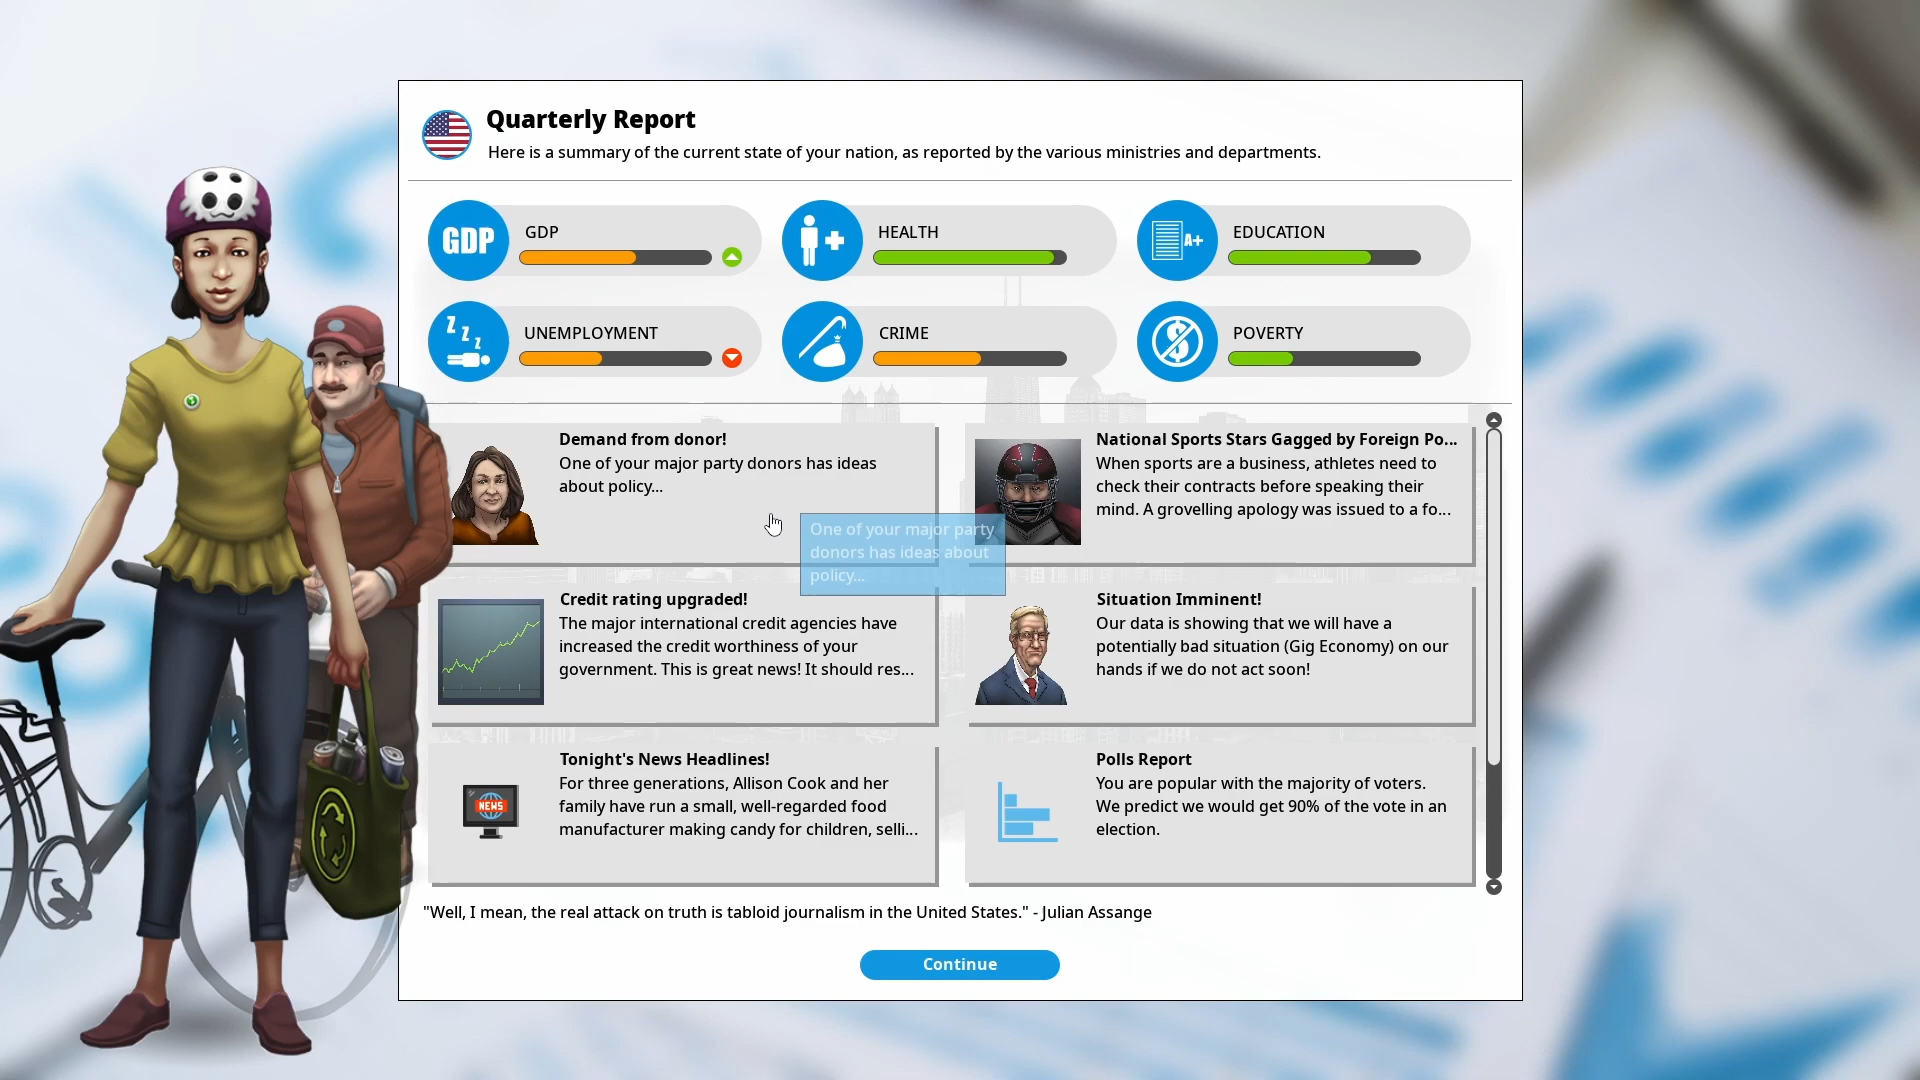 Quarterly Report
Here is a summary of the current state of your nation, as reported by the various ministries and departments.
GDP
GDP
HEALTH
A+
EDUCATION
Z
Z
Z
UNEMPLOYMENT
CRIME
$
POVERTY
Demand from donor!
One of your major party donors has ideas
about policy...
National Sports Stars Gagged by Foreign Po...
When sports are a business, athletes need to
check their contracts before speaking their
mind. A grovelling apology was issued to a fo...
One of your major party
donors has ideas about
policy...
Credit rating upgraded!
The major international credit agencies have
increased the credit worthiness of your
government. This is great news! It should res...
Situation Imminent!
Our data is showing that we will have a
potentially bad situation (Gig Economy) on our
hands if we do not act soon!
NEWS
Tonight's News Headlines!
For three generations, Allison Cook and her
family have run a small, well-regarded food
manufacturer making candy for children, selli...
Polls Report
You are popular with the majority of voters.
We predict we would get 90% of the vote in an
election.
"Well, I mean, the real attack on truth is tabloid journalism in the United States." - Julian Assange
Continue